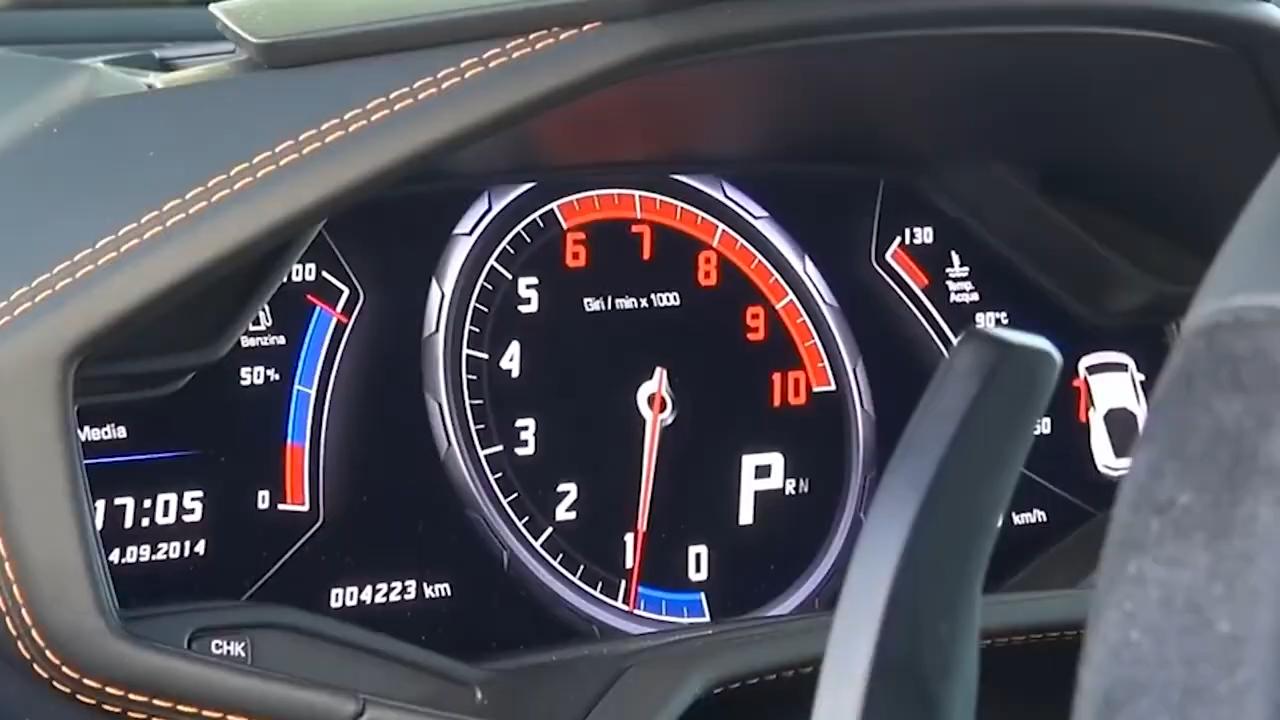 100
Benzina
50%
0
Media
17:05
4.09.2014
004223 km
CHK
6
7
8
5
Giri / min x 1000
9
4
10
3
P R N
2
1
0
130
Temp.
Acqua
90°C
km/h